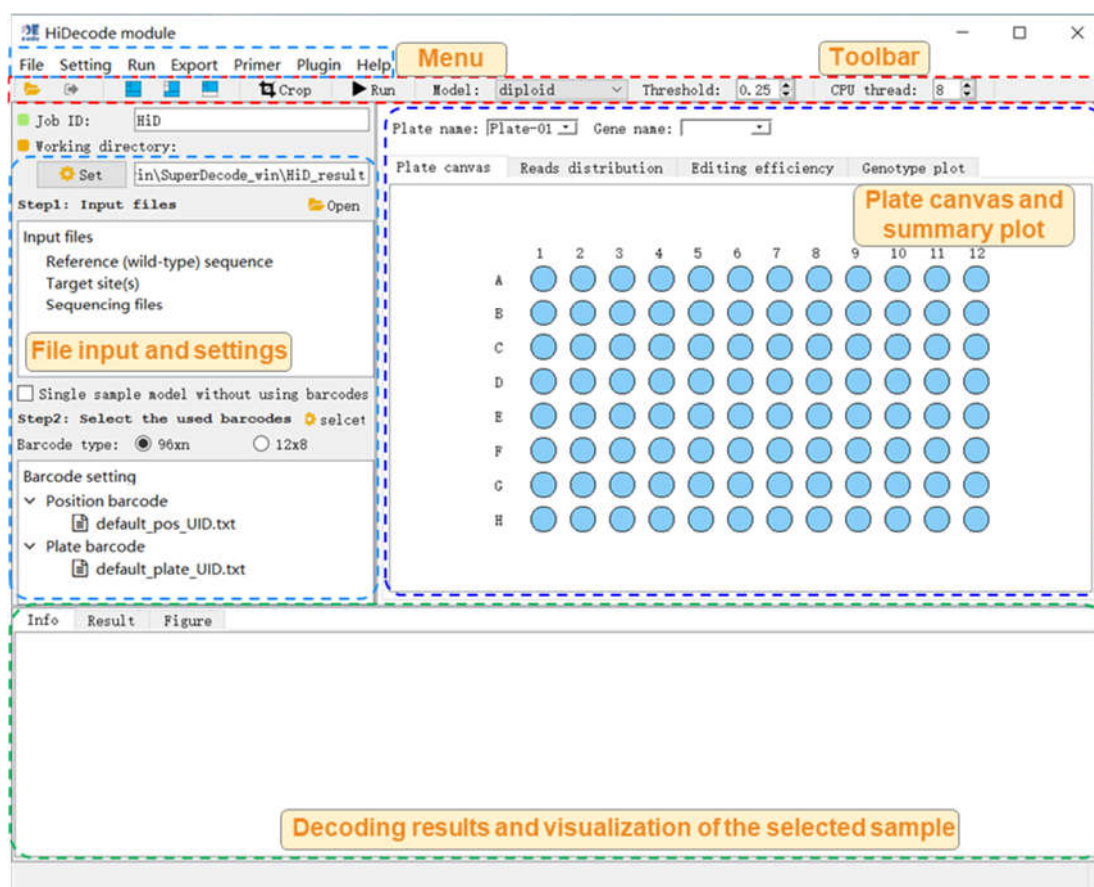 HiDecode module
File Setting Run Export Primer Plugin Help
Menu
Toolbar
Crop Run Model: diploid Threshold: 0.25 CPU thread: 8
Job ID: HiD
Working directory:
Set in\SuperDecode_win\HiD_result
Step1: Input files Open
Input files
Reference (wild-type) sequence
Target site(s)
Sequencing files
File input and settings
Single sample model without using barcodes
Step2: Select the used barcodes selcet
Barcode type: 96xn 12x8
Barcode setting
Position barcode
default_pos_UID.txt
Plate barcode
default_plate_UID.txt
Plate name: Plate-01 Gene name:
Plate canvas Reads distribution Editing efficiency Genotype plot
Plate canvas and
summary plot
1 2 3 4 5 6 7 8 9 10 11 12
A
B
C
D
E
F
G
H
Info Result Figure
Decoding results and visualization of the selected sample